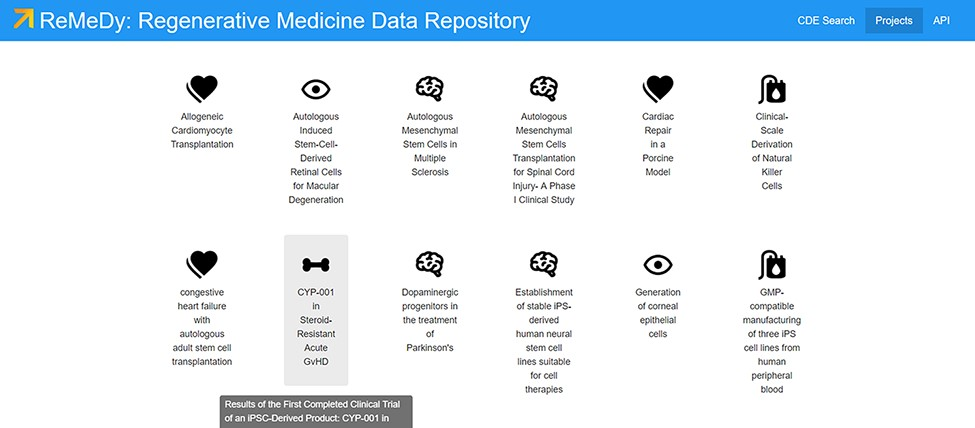 ReMeDy: Regenerative Medicine Data Repository
CDE Search
Projects
API
Allogeneic
Cardiomyocyte
Transplantation
Autologous
Induced
Stem-Cell-
Derived
Retinal Cells
for Macular
Degeneration
Autologous
Mesenchymal
Stem Cells in
Multiple
Sclerosis
Autologous
Mesenchymal
Stem Cells
Transplantation
for Spinal Cord
Injury- A Phase
I Clinical Study
Cardiac
Repair
in a
Porcine
Model
Clinical-
Scale
Derivation
of Natural
Killer
Cells
congestive
heart failure
with
autologous
adult stem cell
transplantation
CYP-001
in
Steroid-
Resistant
Acute
GvHD
Dopaminergic
progenitors in
the treatment
of
Parkinson's
Establishment
of stable iPS-
derived
human neural
stem cell
lines suitable
for cell
therapies
Generation
of corneal
epithelial
cells
GMP-
compatible
manufacturing
of three iPS
cell lines from
human
peripheral
blood
Results of the First Completed Clinical Trial
of an iPSC-Derived Product: CYP-001 in